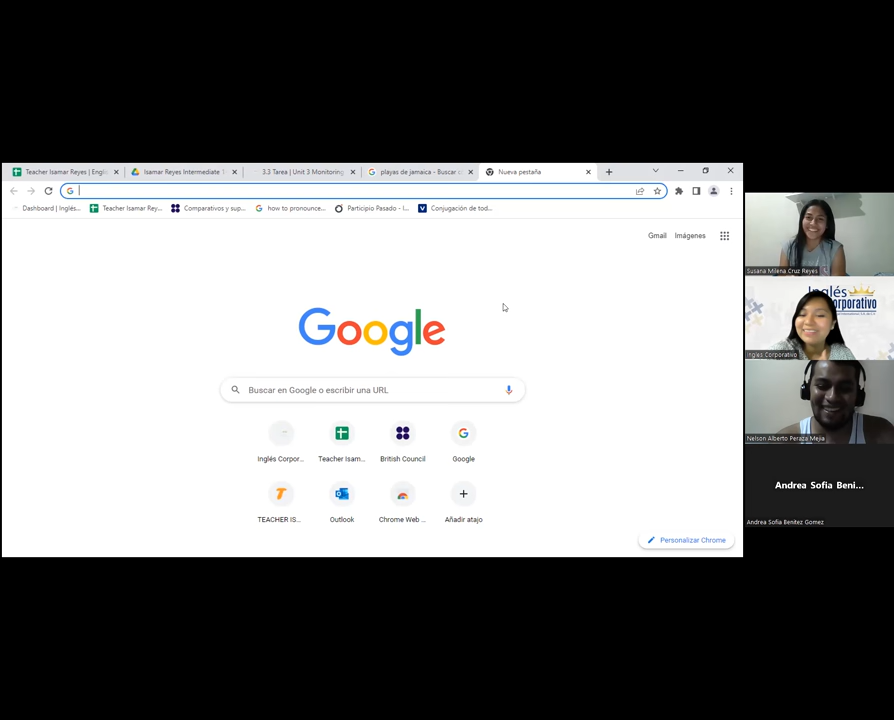 Teacher Isamar Reyes | Engli
Isamar Reyes Intermediate
3.3 Tarea | Unit 3 Monitoring
playas de jamaica - Buscar
Nueva pestaña
Dashboard | Inglés...
Teacher Isamar Rey...
Comparativos y sup...
how to pronounce...
Participio Pasado - I...
Conjugación de tod...
Gmail
Imágenes
Google
Buscar en Google o escribir una URL
Inglés Corpor...
Teacher Isam...
British Council
Google
TEACHER IS...
Outlook
Chrome Web ...
Añadir atajo
Personalizar Chrome
Susana Milena Cruz Reyes
Inglés
Corporativo
Ingles Corporativo
Nelson Alberto Peraza Mejia
Andrea Sofia Beni...
Andrea Sofia Benitez Gomez